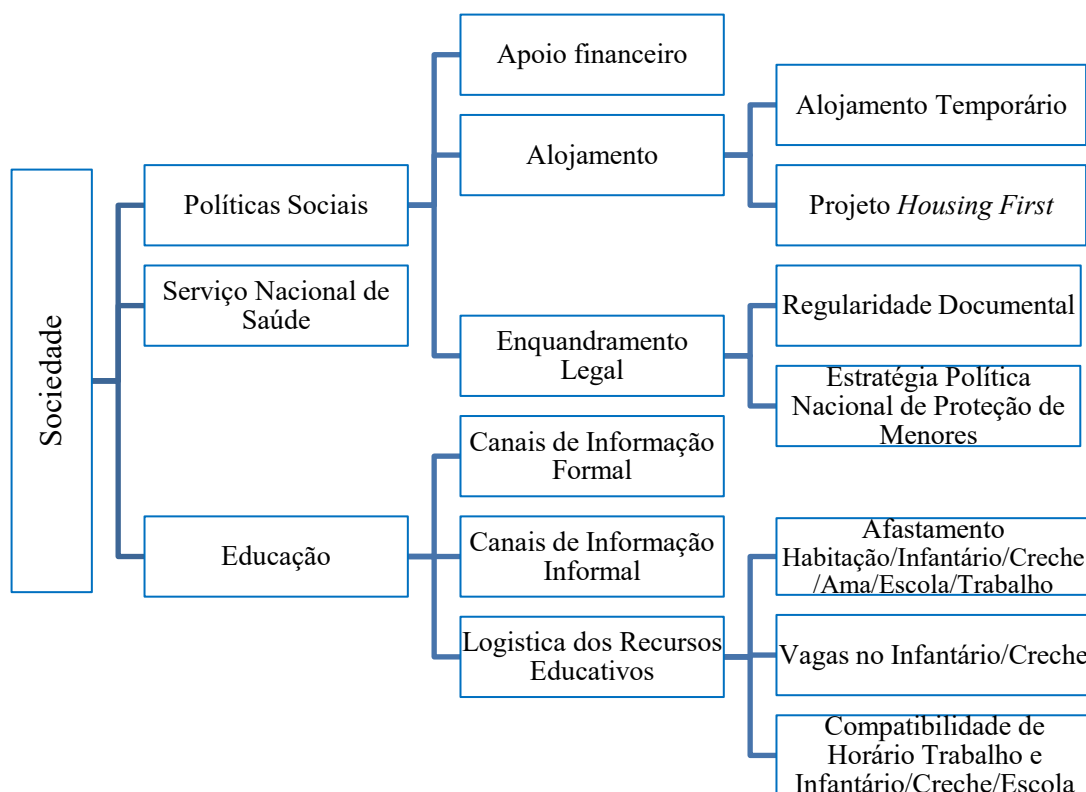 Sociedade
Políticas Sociais
Serviço Nacional de
Saúde
Educação
Apoio financeiro
Alojamento
Enquandramento
Legal
Canais de Informação
Formal
Canais de Informação
Informal
Logistica dos Recursos
Educativos
Alojamento Temporário
Projeto Housing First
Regularidade Documental
Estratégia Política
Nacional de Proteção de
Menores
Afastamento
Habitação/Infantário/Creche
/Ama/Escola/Trabalho
Vagas no Infantário/Creche
Compatibilidade de
Horário Trabalho e
Infantário/Creche/Escola